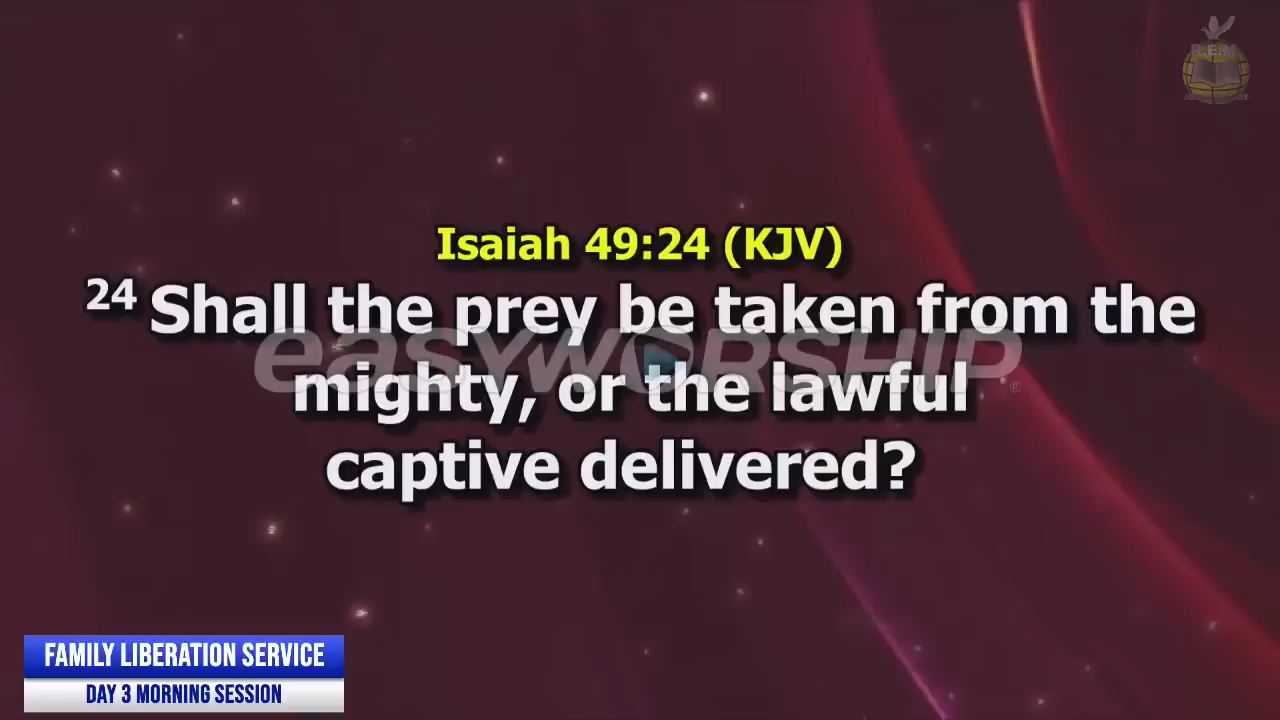 R.E.M
Isaiah 49:24 (KJV)
24 Shall the prey be taken from the
easyworship®
mighty, or the lawful
captive delivered?
FAMILY LIBERATION SERVICE
DAY 3 MORNING SESSION